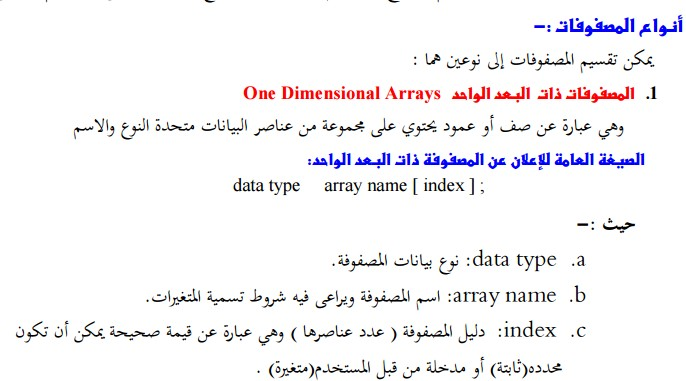 أنواع المصفوفات :–
يمكن تقسيم المصفوفات إلى نوعين هما :
1. المصفوفات ذات البعد الواحد One Dimensional Arrays
وهي عبارة عن صف أو عمود يحتوي على مجموعة من عناصر البيانات متحدة النوع والاسم
الصيغة العامة للإعلان عن المصفوفة ذات البعد الواحد:
data type array name [ index ] ;
حيث :–
a. data type: نوع بيانات المصفوفة.
b. array name: اسم المصفوفة ويراعى فيه شروط تسمية المتغيرات.
c. index: دليل المصفوفة ( عدد عناصرها ) وهي عبارة عن قيمة صحيحة يمكن أن تكون
محدده(ثابتة) أو مدخلة من قبل المستخدم(متغيرة) .